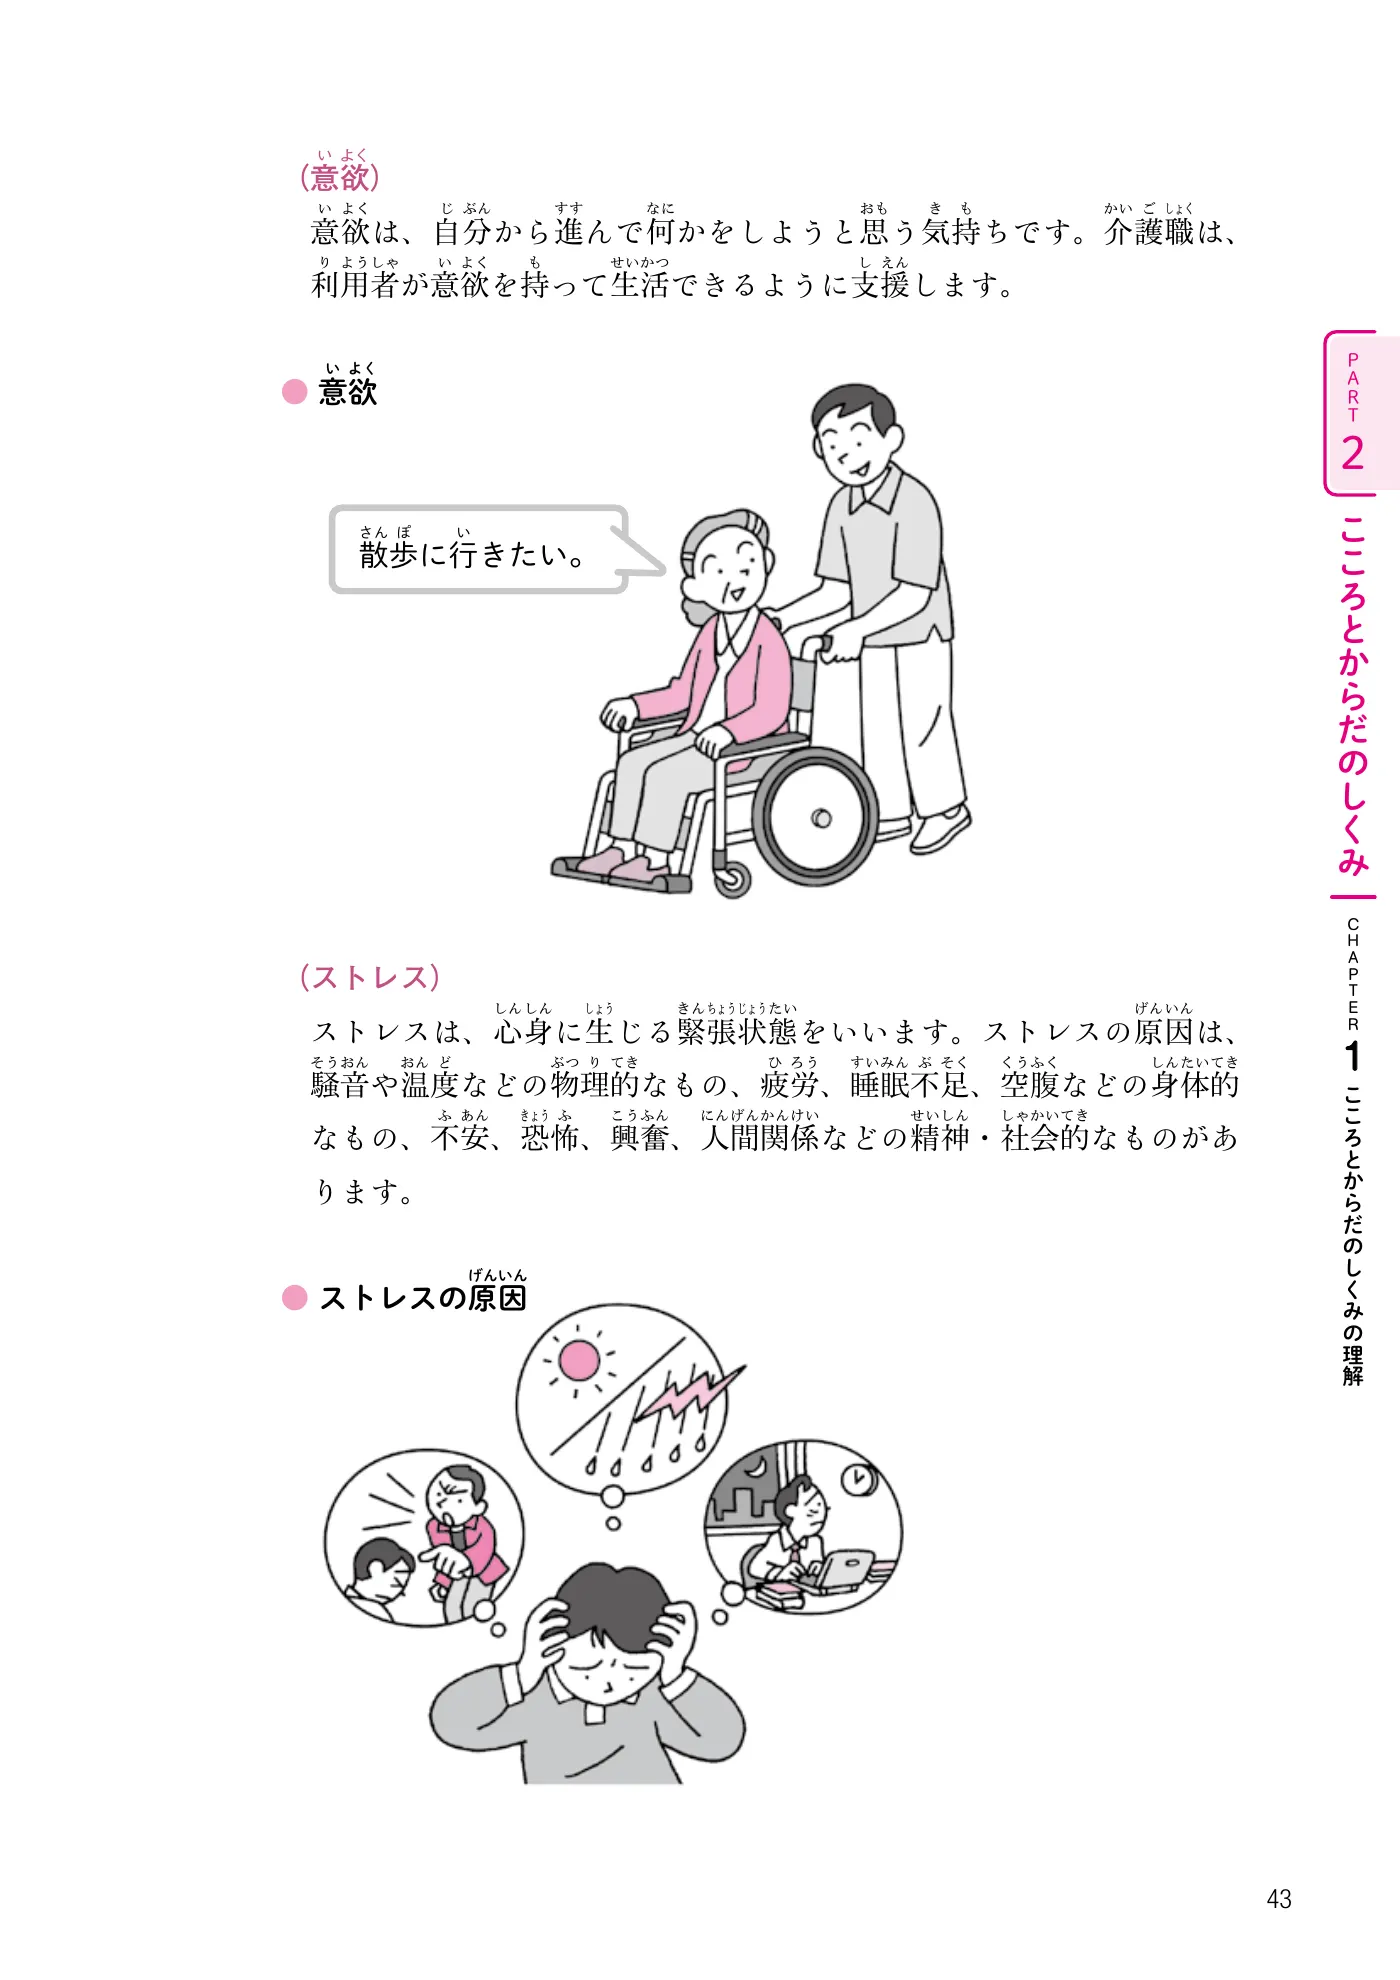 （意欲）
意欲は、自分から進んで何かをしようと思う気持ちです。介護職は、
利用者が意欲を持って生活できるように支援します。
● 意欲
散歩に行きたい。
（ストレス）
ストレスは、心身に生じる緊張状態をいいます。ストレスの原因は、
騒音や温度などの物理的なもの、疲労、睡眠不足、空腹などの身体的
なもの、不安、恐怖、興奮、人間関係などの精神・社会的なものがあ
ります。
● ストレスの原因
PART 2 こころとからだのしくみ
CHAPTER 1 こころとからだのしくみの理解
43